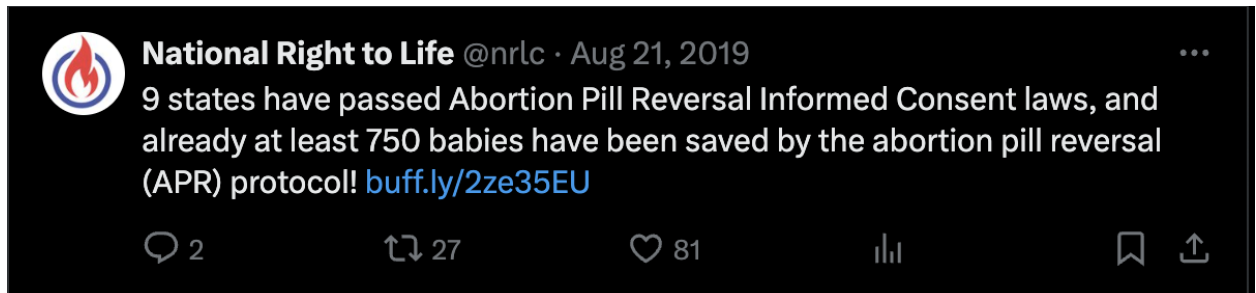 National Right to Life @nrlc · Aug 21, 2019
9 states have passed Abortion Pill Reversal Informed Consent laws, and
already at least 750 babies have been saved by the abortion pill reversal
(APR) protocol! buff.ly/2ze35EU
2 27 81